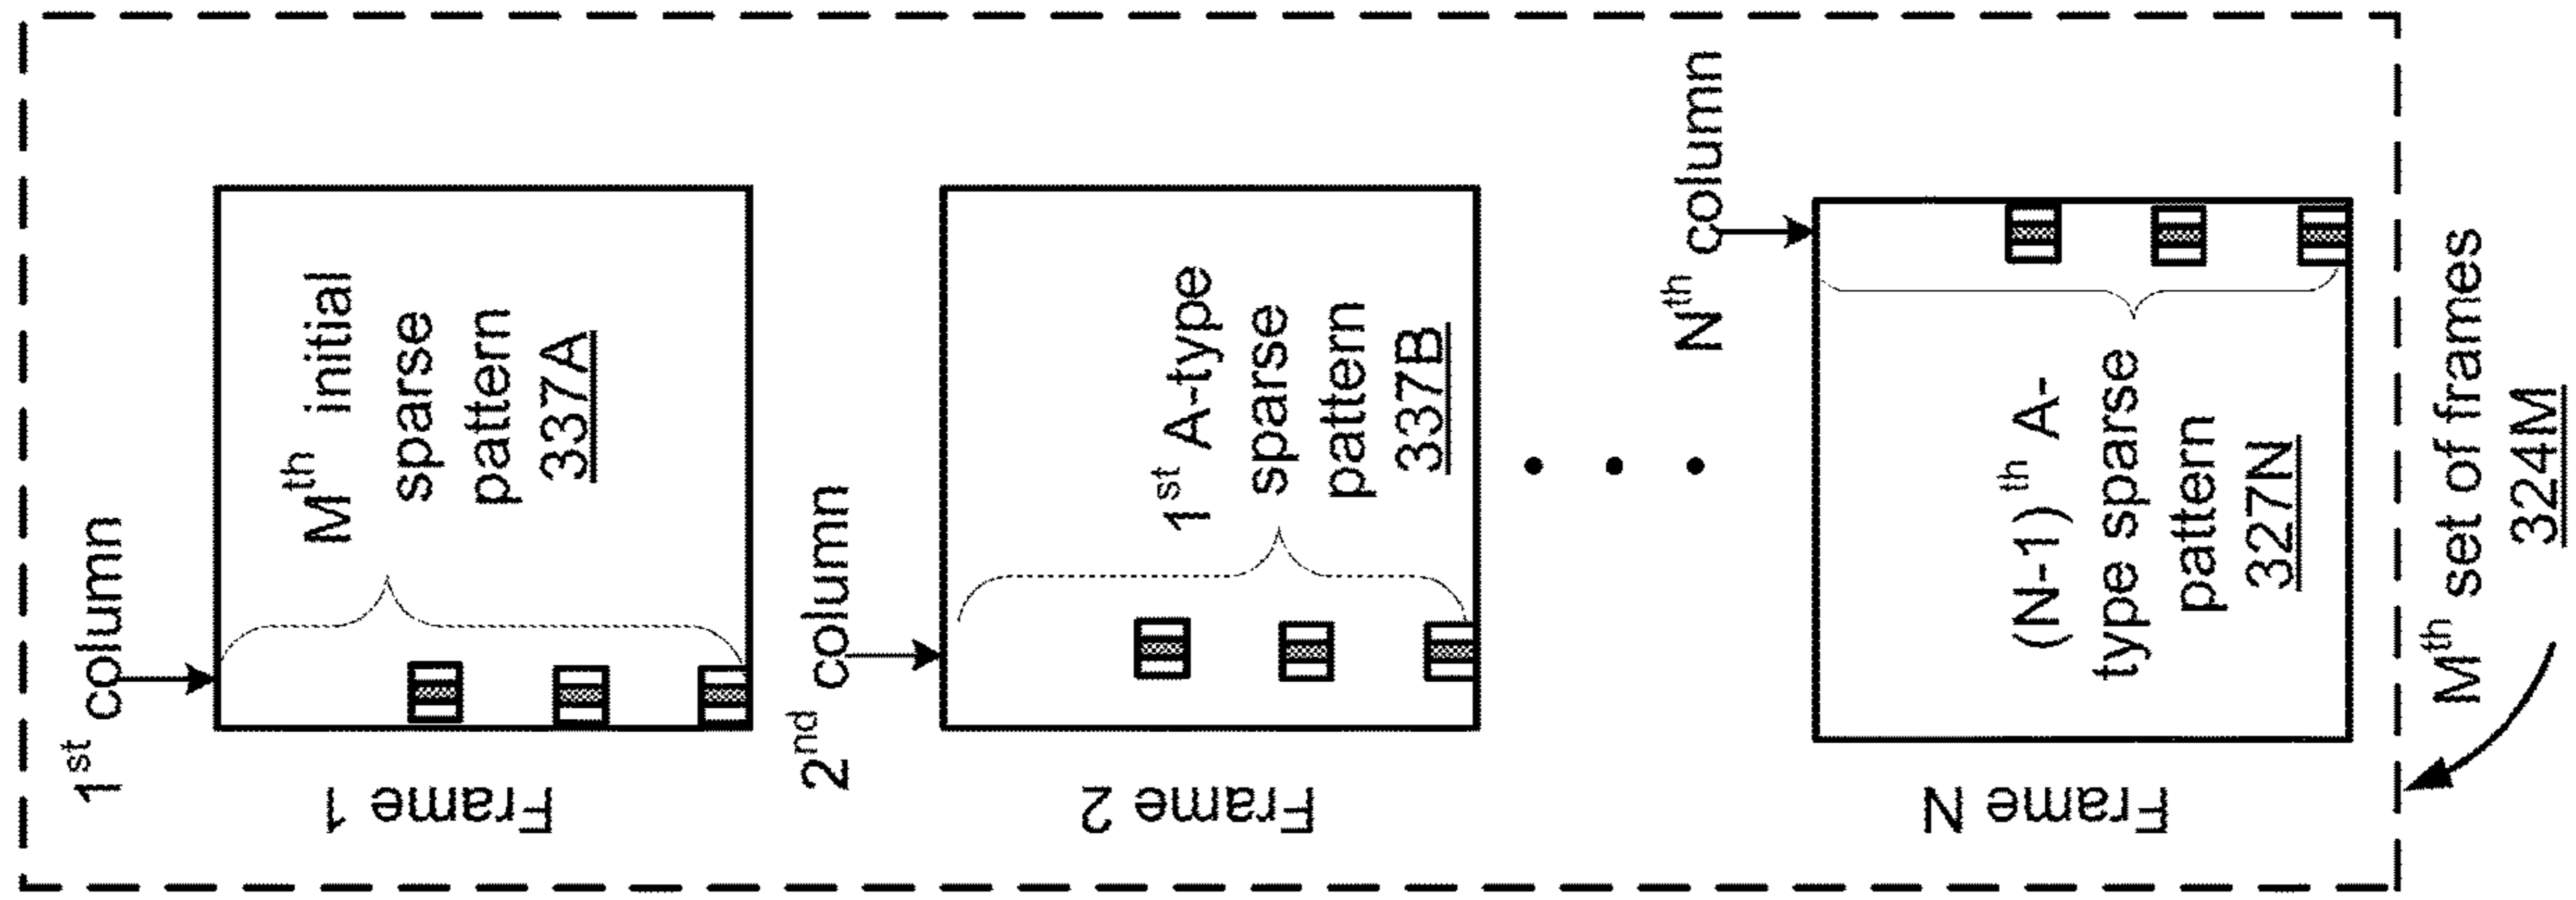 1st column
Frame 1
Mth initial
sparse
pattern
337A
2nd column
Frame 2
1st A-type
sparse
pattern
337B
• • •
Nth column
Frame N
(N-1)th A-
type sparse
pattern
327N
Mth set of frames
324M